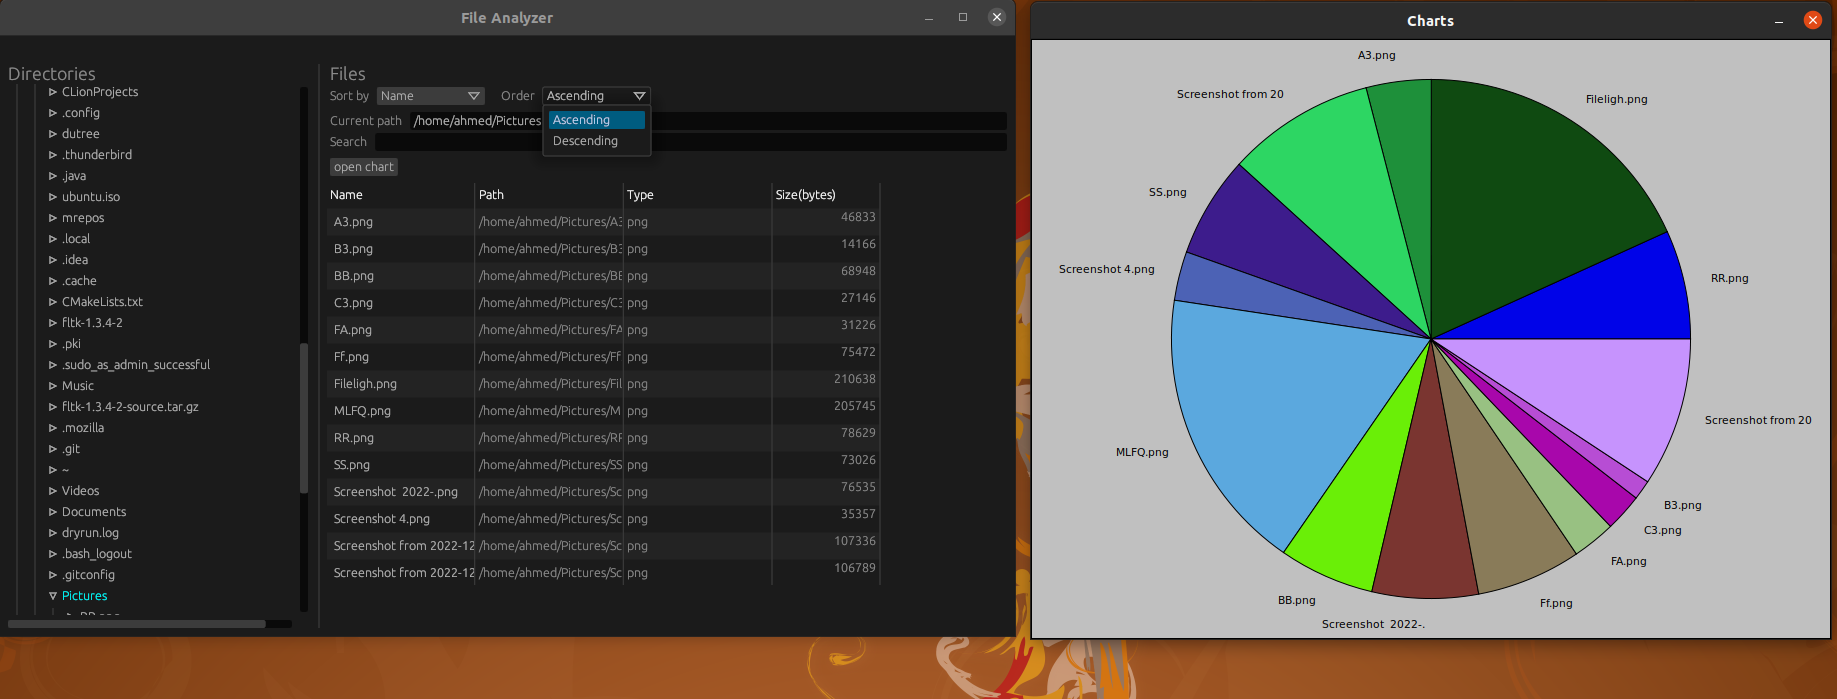 File Analyzer
Directories
CLionProjects
.config
dutree
.thunderbird
.java
ubuntu.iso
mrepos
.local
.idea
.cache
CMakeLists.txt
fltk-1.3.4-2
.pki
.sudo_as_admin_successful
Music
fltk-1.3.4-2-source.tar.gz
.mozilla
.git
~
Videos
Documents
dryrun.log
.bash_logout
.gitconfig
Pictures
Files
Sort by Name Order Ascending
Ascending
Descending
Current path /home/ahmed/Pictures
Search
open chart
Name Path Type Size(bytes)
A3.png /home/ahmed/Pictures/A3 png 46833
B3.png /home/ahmed/Pictures/B3 png 14166
BB.png /home/ahmed/Pictures/BE png 68948
C3.png /home/ahmed/Pictures/C3 png 27146
FA.png /home/ahmed/Pictures/FA png 31226
Ff.png /home/ahmed/Pictures/Ff png 75472
Fileligh.png /home/ahmed/Pictures/Fil png 210638
MLFQ.png /home/ahmed/Pictures/M png 205745
RR.png /home/ahmed/Pictures/RF png 78629
SS.png /home/ahmed/Pictures/SS png 73026
Screenshot 2022-.png /home/ahmed/Pictures/Sc png 76535
Screenshot 4.png /home/ahmed/Pictures/Sc png 35357
Screenshot from 2022-12 /home/ahmed/Pictures/Sc png 107336
Screenshot from 2022-12 /home/ahmed/Pictures/Sc png 106789
Charts
A3.png
Screenshot from 20
Fileligh.png
SS.png
Screenshot 4.png
RR.png
Screenshot from 20
MLFQ.png
B3.png
C3.png
FA.png
BB.png
Ff.png
Screenshot 2022-.